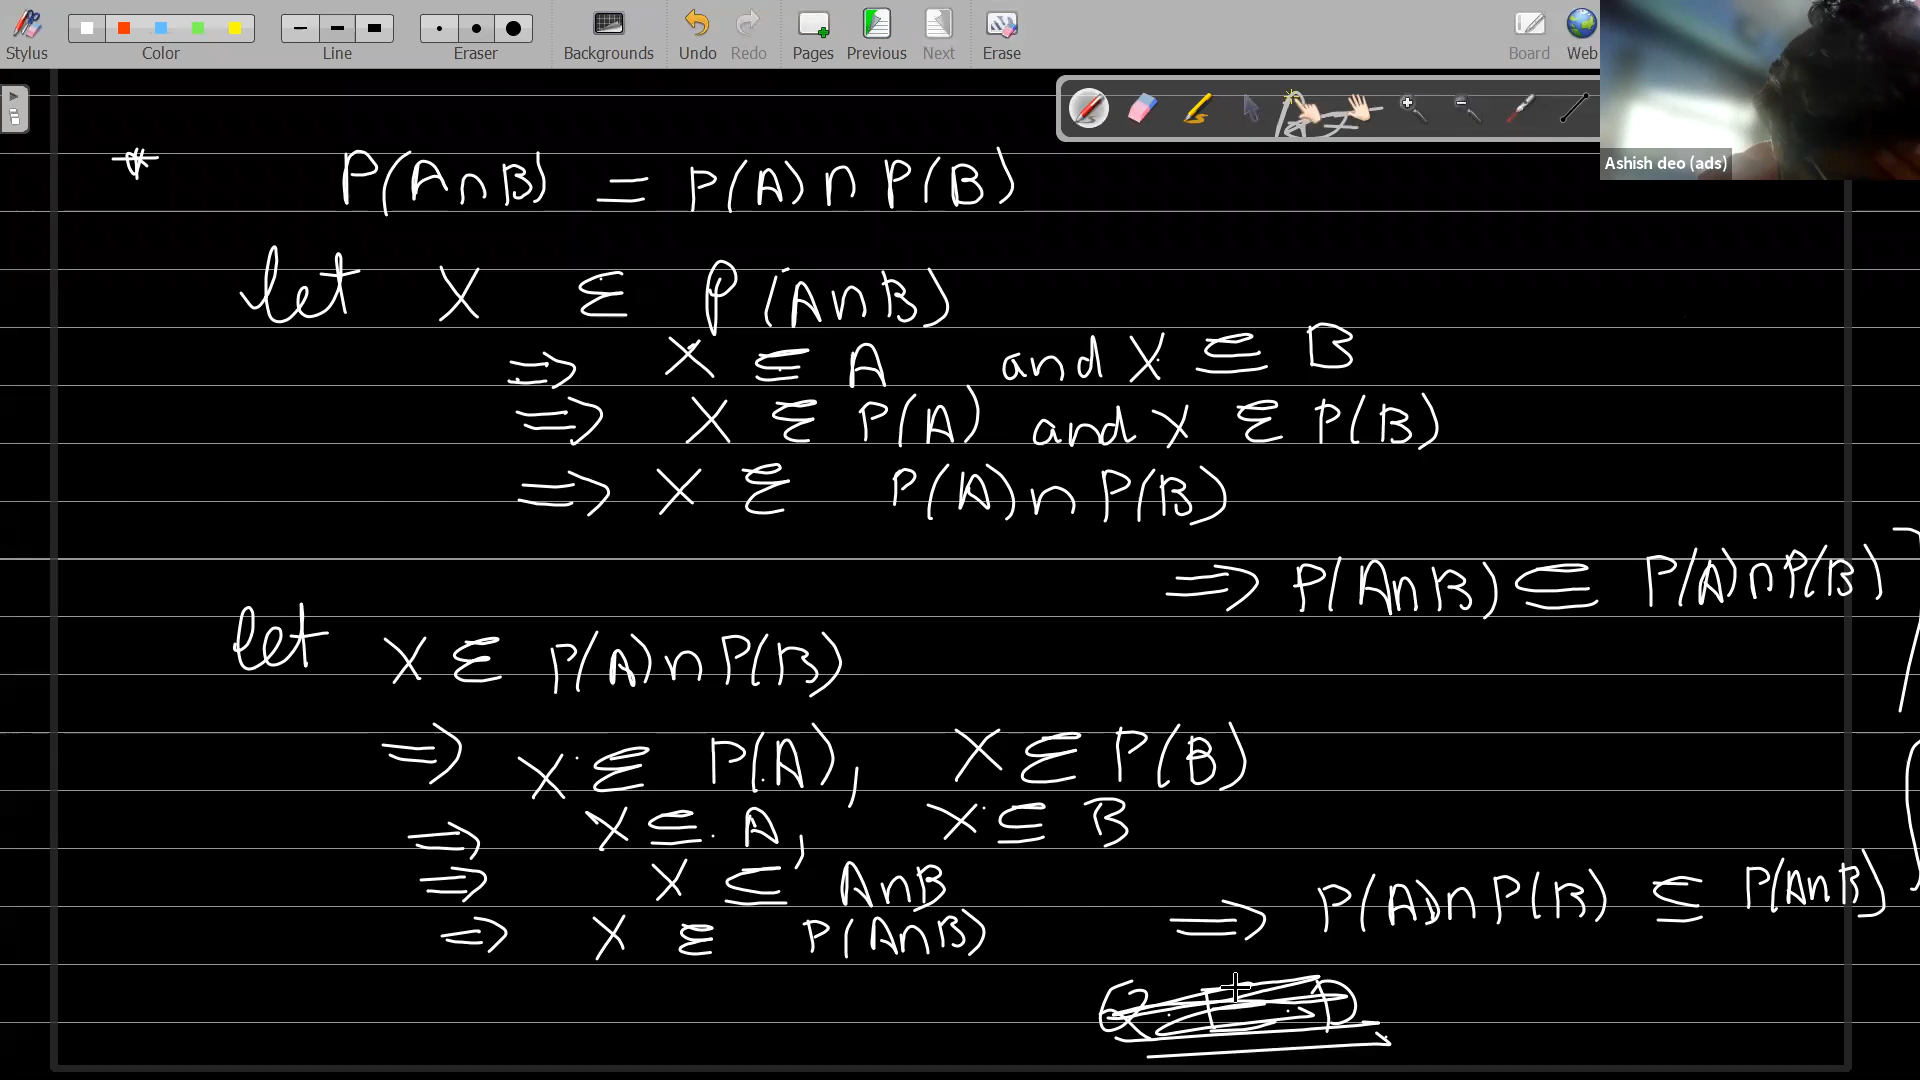 Stylus Color Line Eraser Backgrounds Undo Redo Pages Previous Next Erase Board Web
Ashish deo (ads)
* P(A∩B) = P(A)∩P(B)
let X ∈ P(A∩B)
⇒ X ⊆ A and X ⊆ B
⇒ X ∈ P(A) and X ∈ P(B)
⇒ X ∈ P(A)∩P(B)
⇒ P(A∩B) ⊆ P(A)∩P(B)
let X ∈ P(A)∩P(B)
⇒ X ∈ P(A), X ∈ P(B)
⇒ X ⊆ A, X ⊆ B
⇒ X ⊆ A∩B
⇒ X ∈ P(A∩B)
⇒ P(A)∩P(B) ⊆ P(A∩B)